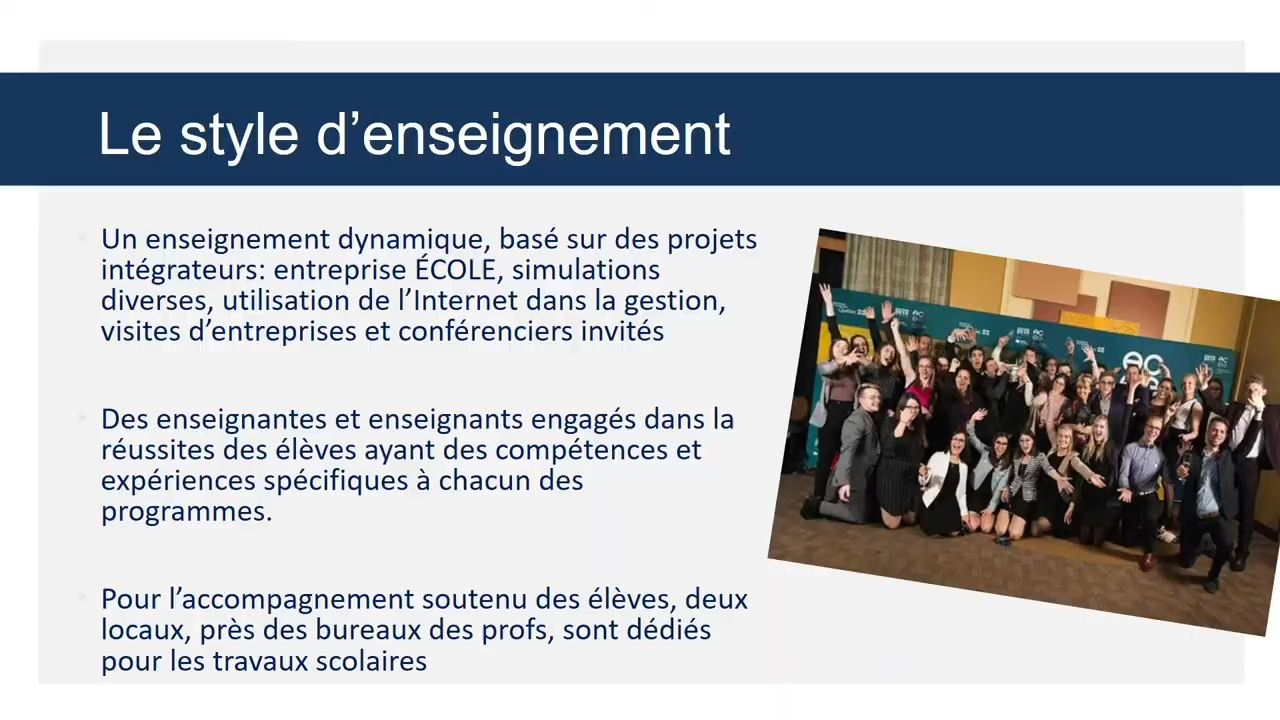 Le style d’enseignement
Un enseignement dynamique, basé sur des projets
intégrateurs: entreprise ÉCOLE, simulations
diverses, utilisation de l’Internet dans la gestion,
visites d’entreprises et conférenciers invités
Des enseignantes et enseignants engagés dans la
réussites des élèves ayant des compétences et
expériences spécifiques à chacun des
programmes.
Pour l’accompagnement soutenu des élèves, deux
locaux, près des bureaux des profs, sont dédiés
pour les travaux scolaires